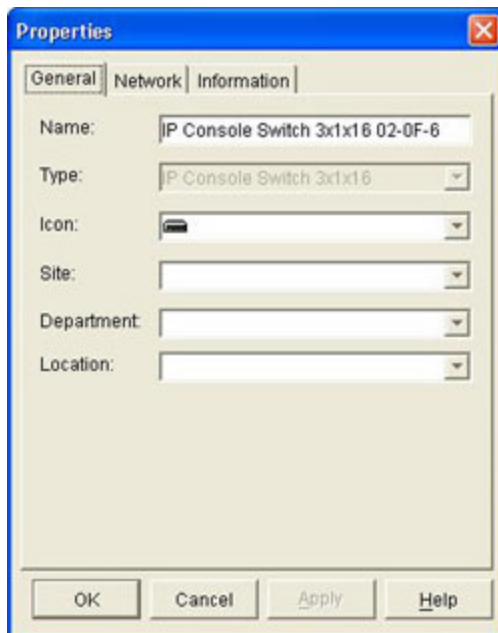 Properties
General Network Information
Name: IP Console Switch 3x1x16 02-0F-6
Type: IP Console Switch 3x1x16
Icon:
Site:
Department:
Location:
OK Cancel Apply Help